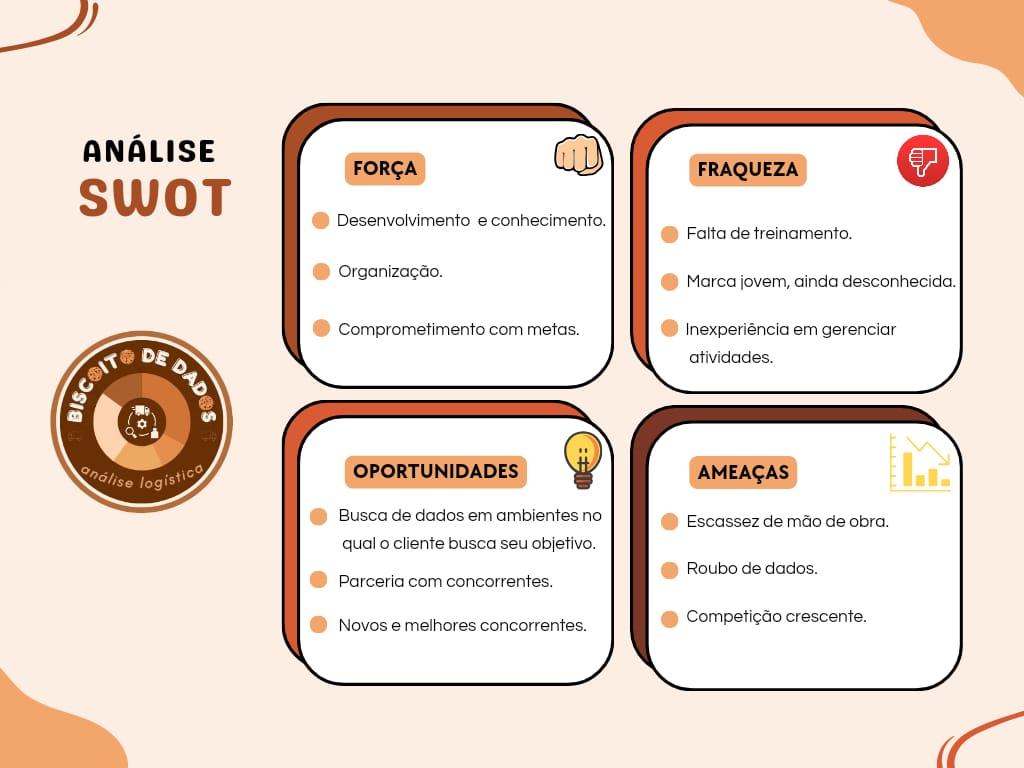 ANÁLISE
SWOT
BISCOITO DE DADOS
análise logística
FORÇA
Desenvolvimento e conhecimento.
Organização.
Comprometimento com metas.
FRAQUEZA
Falta de treinamento.
Marca jovem, ainda desconhecida.
Inexperiência em gerenciar
atividades.
OPORTUNIDADES
Busca de dados em ambientes no
qual o cliente busca seu objetivo.
Parceria com concorrentes.
Novos e melhores concorrentes.
AMEAÇAS
Escassez de mão de obra.
Roubo de dados.
Competição crescente.